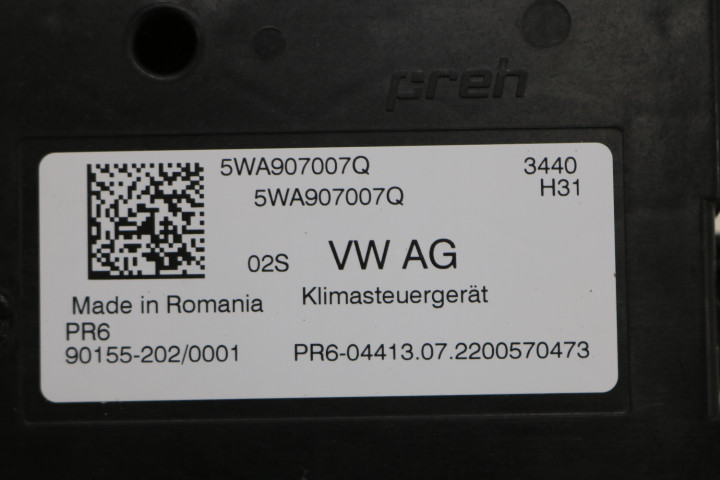 preh
5WA907007Q 3440
5WA907007Q H31
02S VW AG
Made in Romania Klimasteuergerät
PR6
90155-202/0001 PR6-04413.07.2200570473